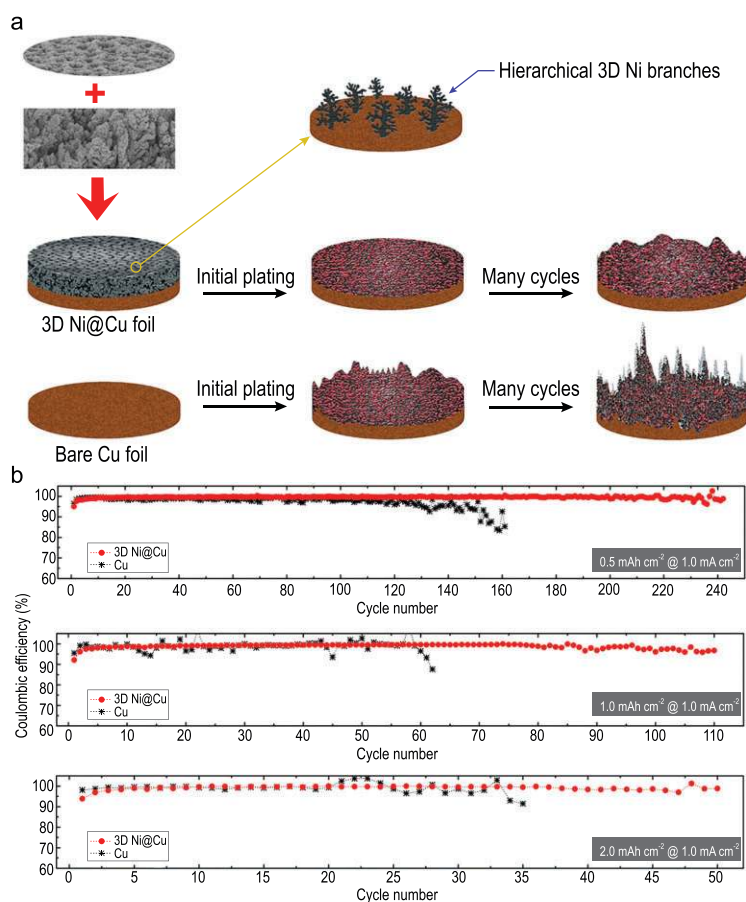 a
+
Hierarchical 3D Ni branches
3D Ni@Cu foil
Initial plating
Many cycles
Bare Cu foil
Initial plating
Many cycles
b
Coulombic efficiency (%)
100
90
80
70
60
3D Ni@Cu
Cu
0.5 mAh cm⁻² @ 1.0 mA cm⁻²
0 20 40 60 80 100 120 140 160 180 200 220 240
Cycle number
100
90
80
70
60
3D Ni@Cu
Cu
1.0 mAh cm⁻² @ 1.0 mA cm⁻²
0 10 20 30 40 50 60 70 80 90 100 110
Cycle number
100
90
80
70
60
3D Ni@Cu
Cu
2.0 mAh cm⁻² @ 1.0 mA cm⁻²
0 5 10 15 20 25 30 35 40 45 50
Cycle number